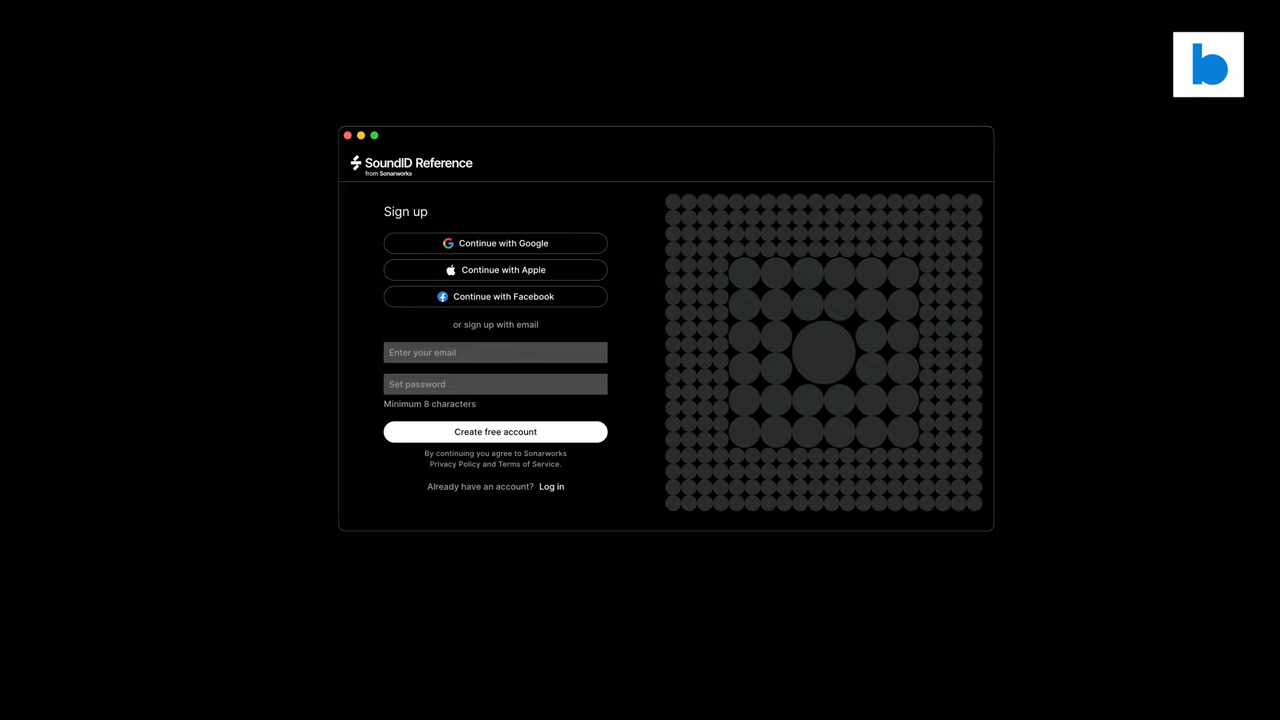 b
SoundID Reference
from Sonarworks
Sign up
Continue with Google
Continue with Apple
Continue with Facebook
or sign up with email
Enter your email
Set password
Minimum 8 characters
Create free account
By continuing you agree to Sonarworks
Privacy Policy and Terms of Service.
Already have an account? Log in